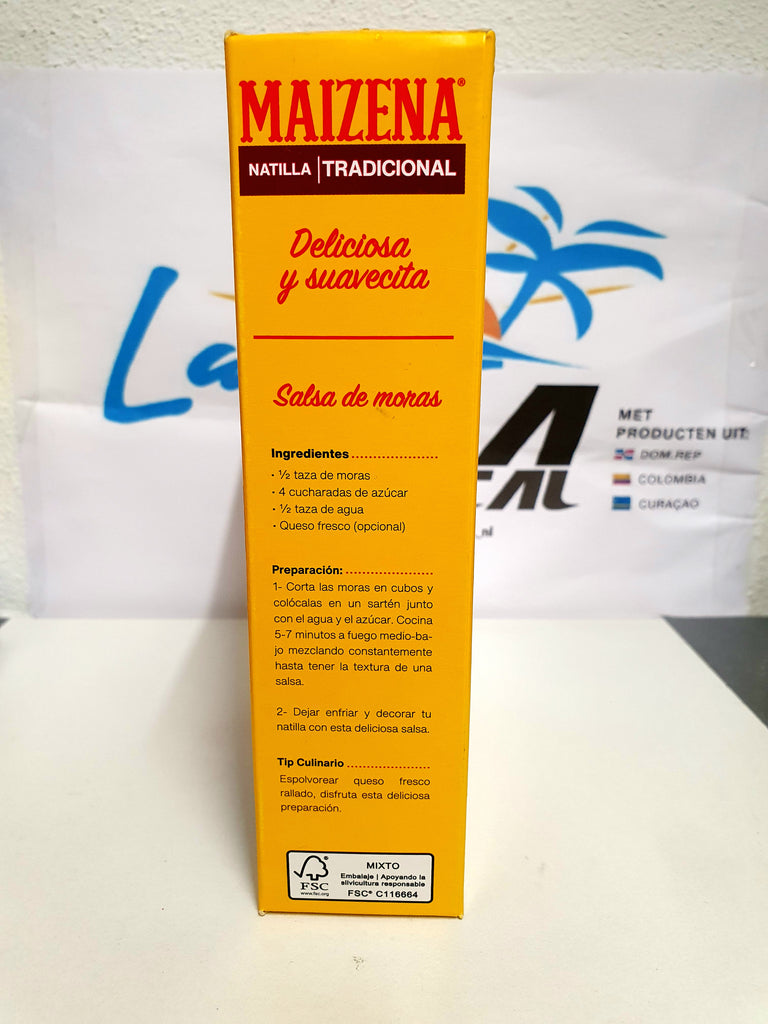 MAIZENA®
NATILLA | TRADICIONAL
Deliciosa
y suavecita
Salsa de moras
Ingredientes
• ½ taza de moras
• 4 cucharadas de azúcar
• ½ taza de agua
• Queso fresco (opcional)
Preparación:
1- Corta las moras en cubos y
colócalas en un sartén junto
con el agua y el azúcar. Cocina
5-7 minutos a fuego medio-ba-
jo mezclando constantemente
hasta tener la textura de una
salsa.
2- Dejar enfriar y decorar tu
natilla con esta deliciosa salsa.
Tip Culinario
Espolvorear queso fresco
rallado, disfruta esta deliciosa
preparación.
FSC
www.fsc.org
MIXTO
Embalaje | Apoyando la
silvicultura responsable
FSC® C116664
La
MET
PRODUCTEN UIT:
DOM.REP
COLOMBIA
CURAÇAO